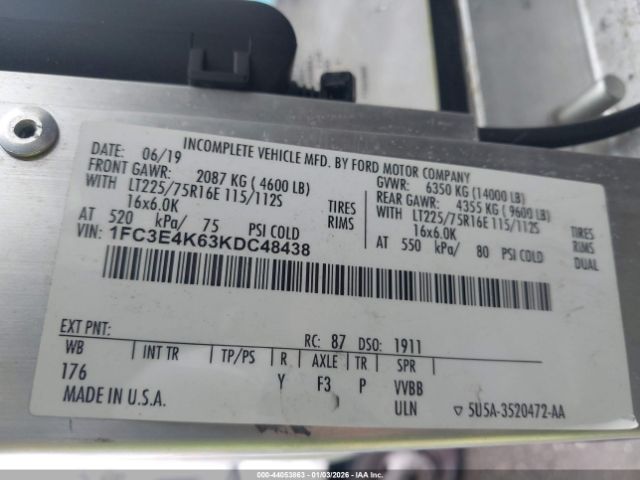 INCOMPLETE VEHICLE MFD. BY FORD MOTOR COMPANY
DATE: 06/19 GVWR: 6350 KG (14000 LB)
FRONT GAWR: 2087 KG ( 4600 LB) REAR GAWR: 4355 KG ( 9600 LB)
WITH LT225/75R16E 115/112S TIRES WITH LT225/75R16E 115/112S TIRES
16x6.0K RIMS 16x6.0K RIMS
AT 520 kPa/ 75 PSI COLD AT 550 kPa/ 80 PSI COLD DUAL
VIN: 1FC3E4K63KDC48438
EXT PNT: RC: 87 DSO: 1911
WB INT TR TP/PS R AXLE TR SPR
176 Y F3 P VVBB
MADE IN U.S.A. ULN ▽ 5U5A-3520472-AA
000-44053863 - 01/03/2026 - IAA Inc.